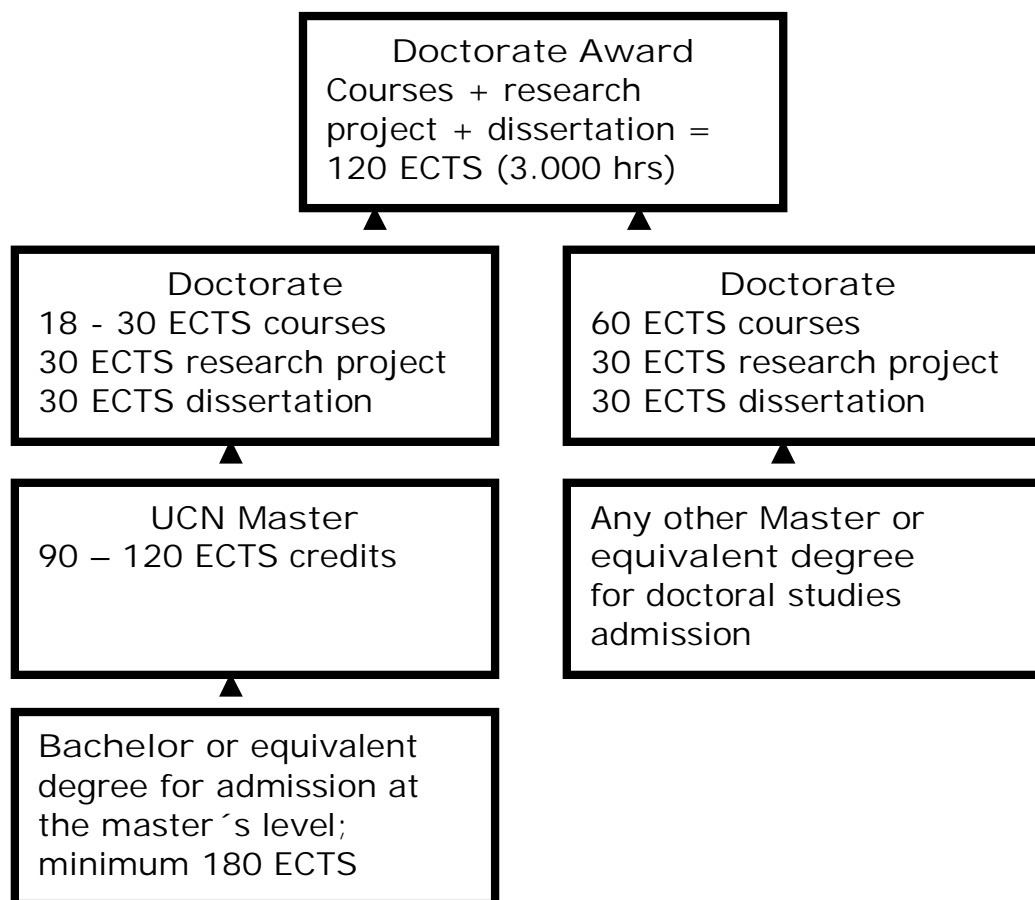 Doctorate Award
Courses + research
project + dissertation =
120 ECTS (3.000 hrs)
Doctorate
18 - 30 ECTS courses
30 ECTS research project
30 ECTS dissertation
Doctorate
60 ECTS courses
30 ECTS research project
30 ECTS dissertation
UCN Master
90 – 120 ECTS credits
Any other Master or
equivalent degree
for doctoral studies
admission
Bachelor or equivalent
degree for admission at
the master´s level;
minimum 180 ECTS